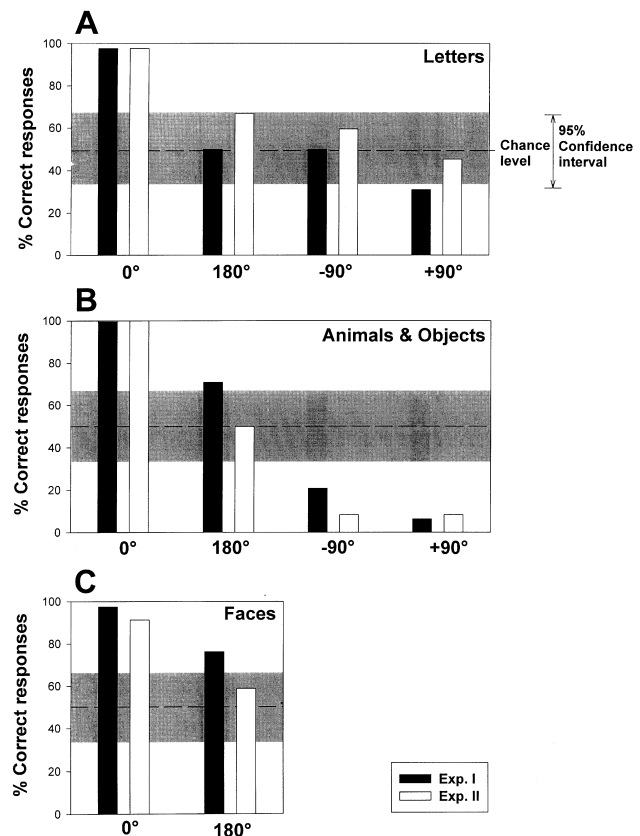 A
% Correct responses
100
80
60
40
20
0
Letters
Chance level
95% Confidence interval
0° 180° -90° +90°
B
% Correct responses
100
80
60
40
20
0
Animals & Objects
0° 180° -90° +90°
C
% Correct responses
100
80
60
40
20
0
Faces
0° 180°
Exp. I
Exp. II